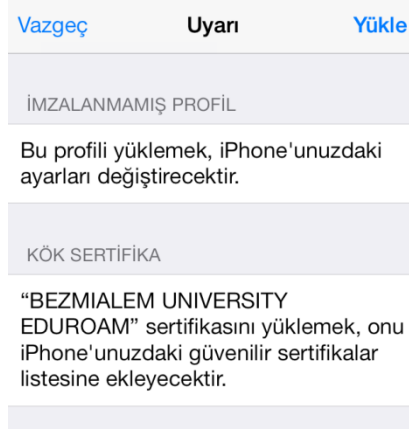 Vazgeç Uyarı Yükle
İMZALANMAMIŞ PROFİL
Bu profili yüklemek, iPhone'unuzdaki
ayarları değiştirecektir.
KÖK SERTİFİKA
“BEZMIALEM UNIVERSITY
EDUROAM” sertifikasını yüklemek, onu
iPhone'unuzdaki güvenilir sertifikalar
listesine ekleyecektir.